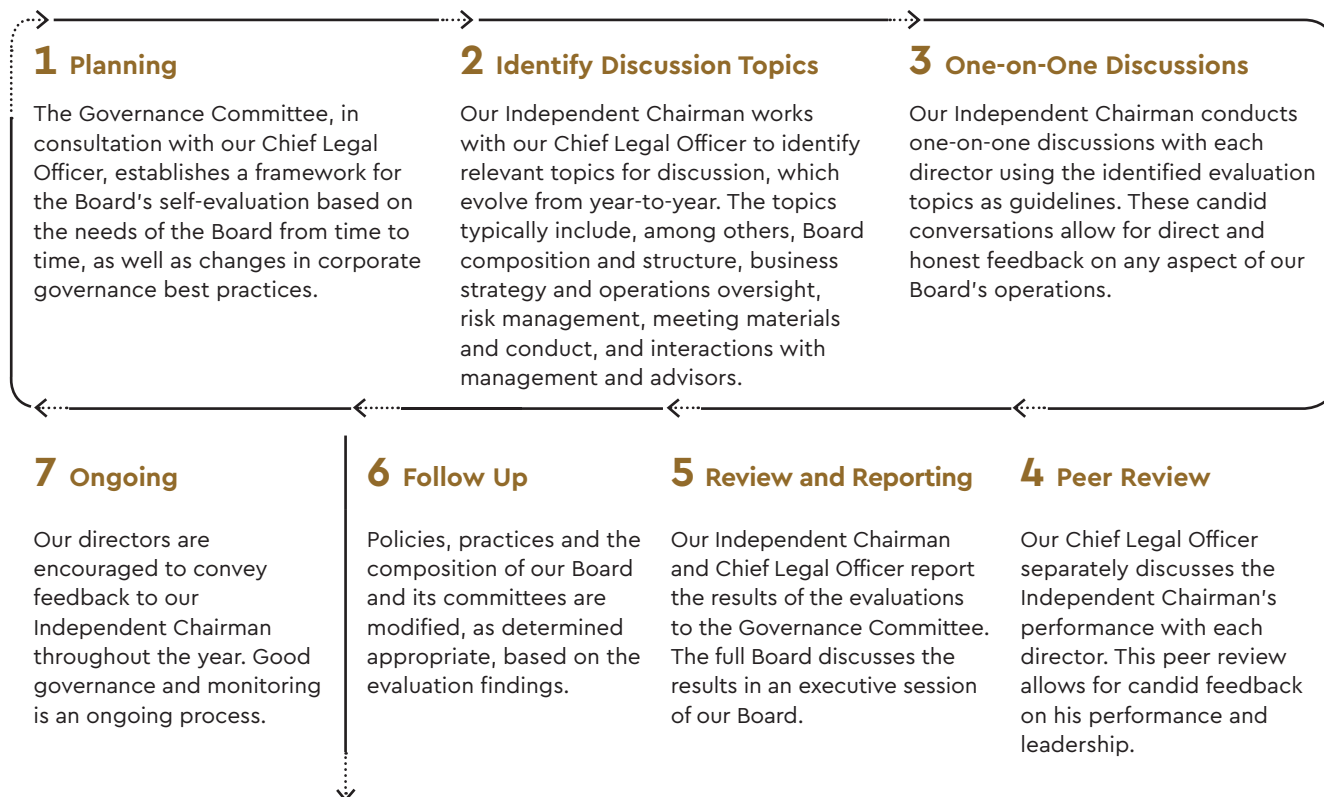 1 Planning
The Governance Committee, in
consultation with our Chief Legal
Officer, establishes a framework for
the Board's self-evaluation based on
the needs of the Board from time to
time, as well as changes in corporate
governance best practices.
2 Identify Discussion Topics
Our Independent Chairman works
with our Chief Legal Officer to identify
relevant topics for discussion, which
evolve from year-to-year. The topics
typically include, among others, Board
composition and structure, business
strategy and operations oversight,
risk management, meeting materials
and conduct, and interactions with
management and advisors.
3 One-on-One Discussions
Our Independent Chairman conducts
one-on-one discussions with each
director using the identified evaluation
topics as guidelines. These candid
conversations allow for direct and
honest feedback on any aspect of our
Board's operations.
4 Peer Review
Our Chief Legal Officer
separately discusses the
Independent Chairman's
performance with each
director. This peer review
allows for candid feedback
on his performance and
leadership.
5 Review and Reporting
Our Independent Chairman
and Chief Legal Officer report
the results of the evaluations
to the Governance Committee.
The full Board discusses the
results in an executive session
of our Board.
6 Follow Up
Policies, practices and the
composition of our Board
and its committees are
modified, as determined
appropriate, based on the
evaluation findings.
7 Ongoing
Our directors are
encouraged to convey
feedback to our
Independent Chairman
throughout the year. Good
governance and monitoring
is an ongoing process.